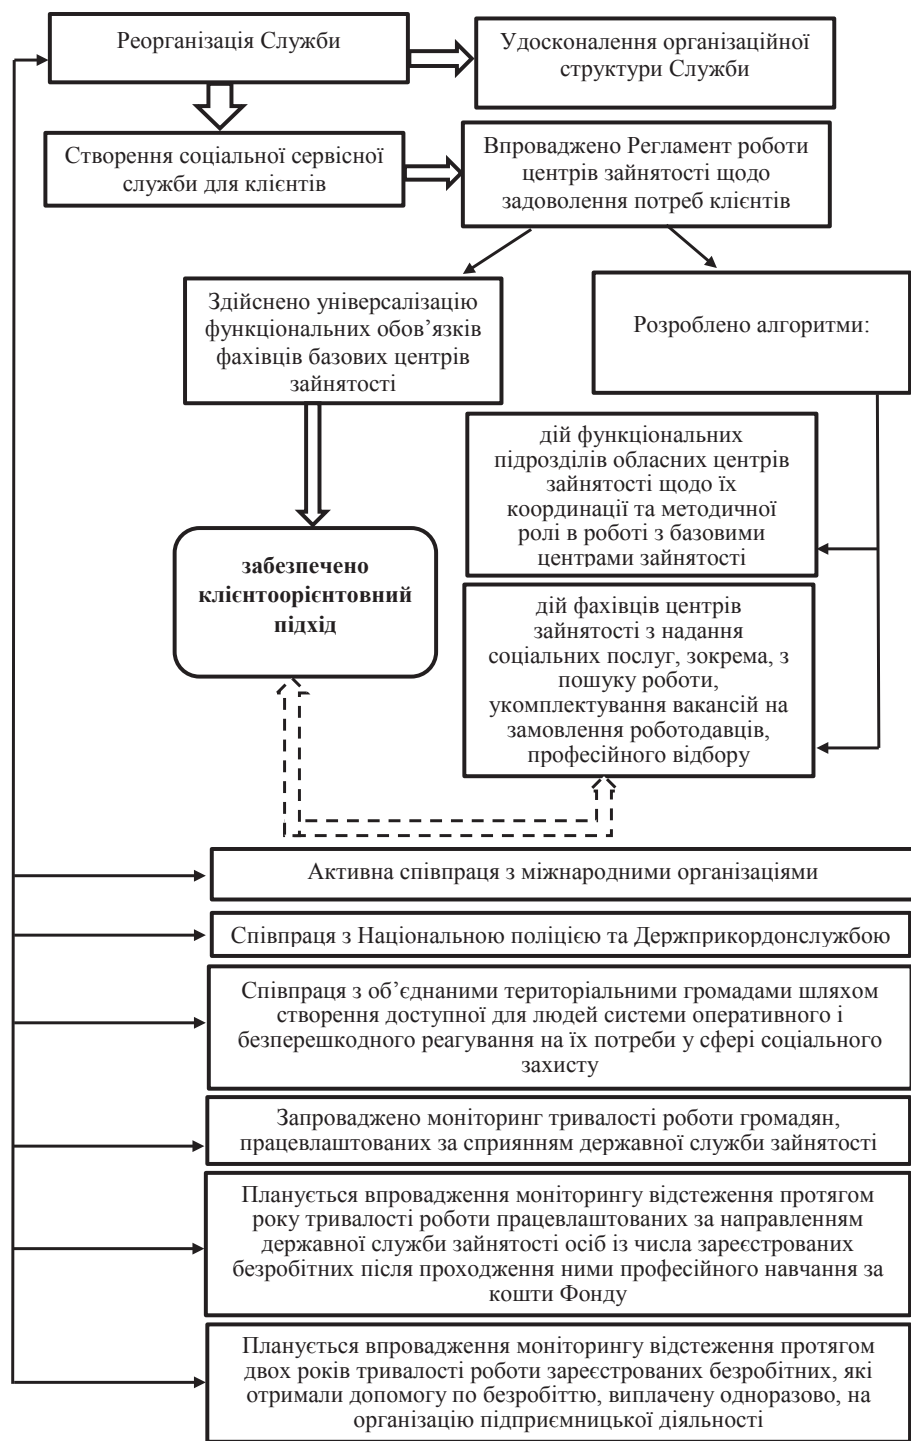 Реорганізація Служби
Удосконалення організаційної
структури Служби
Створення соціальної сервісної
служби для клієнтів
Впроваджено Регламент роботи
центрів зайнятості щодо
задоволення потреб клієнтів
Здійснено універсалізацію
функціональних обов’язків
фахівців базових центрів
зайнятості
Розроблено алгоритми:
дій функціональних
підрозділів обласних центрів
зайнятості щодо їх
координації та методичної
ролі в роботі з базовими
центрами зайнятості
забезпечено
клієнтоорієнтовний
підхід
дій фахівців центрів
зайнятості з надання
соціальних послуг, зокрема, з
пошуку роботи,
укомплектування вакансій на
замовлення роботодавців,
професійного відбору
Активна співпраця з міжнародними організаціями
Співпраця з Національною поліцією та Держприкордонслужбою
Співпраця з об’єднаними територіальними громадами шляхом
створення доступної для людей системи оперативного і
безперешкодного реагування на їх потреби у сфері соціального
захисту
Запроваджено моніторинг тривалості роботи громадян,
працевлаштованих за сприянням державної служби зайнятості
Планується впровадження моніторингу відстеження протягом
року тривалості роботи працевлаштованих за направленням
державної служби зайнятості осіб із числа зареєстрованих
безробітних після проходження ними професійного навчання за
кошти Фонду
Планується впровадження моніторингу відстеження протягом
двох років тривалості роботи зареєстрованих безробітних, які
отримали допомогу по безробіттю, виплачену одноразово, на
організацію підприємницької діяльності